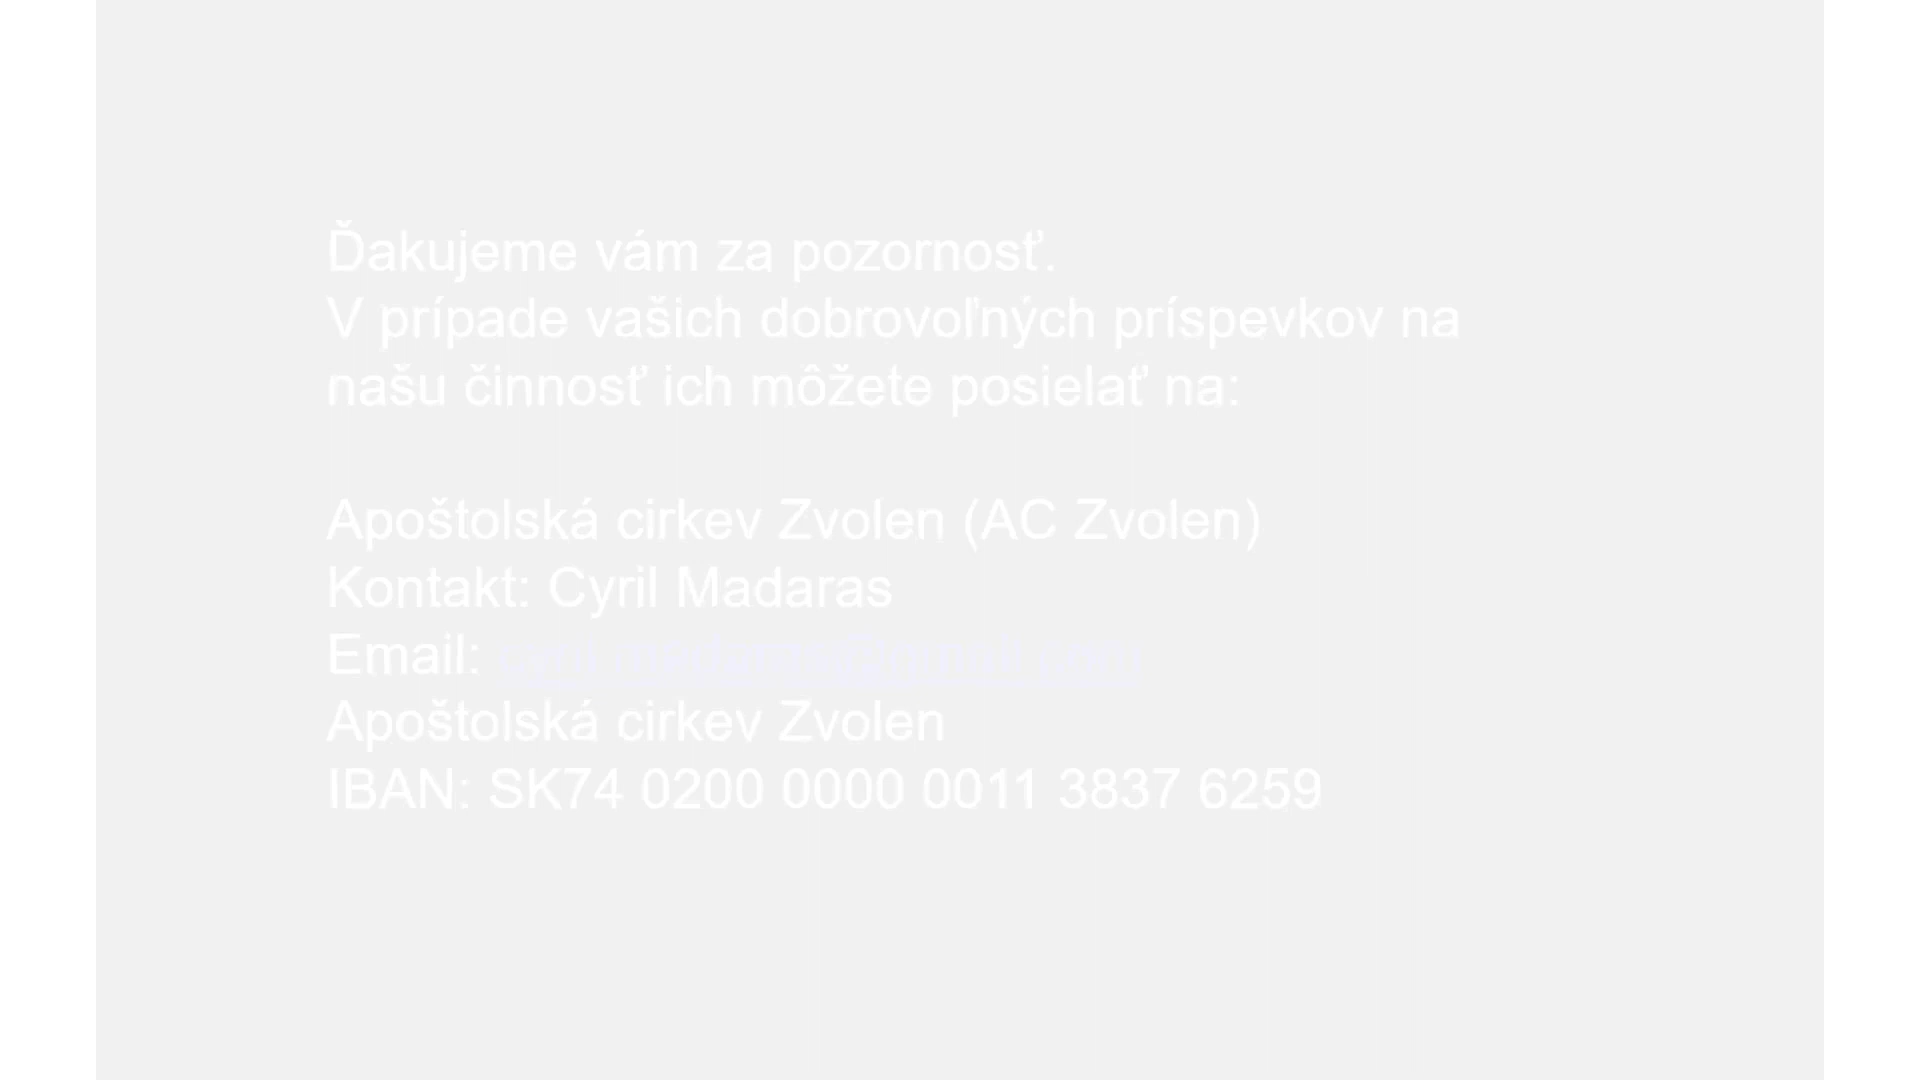 Ďakujeme vám za pozornosť.
V prípade vašich dobrovoľných príspevkov na
našu činnosť ich môžete posielať na:
Apoštolská cirkev Zvolen (AC Zvolen)
Kontakt: Cyril Madaras
Email:
Apoštolská cirkev Zvolen
IBAN: SK74 0200 0000 0011 3837 6259